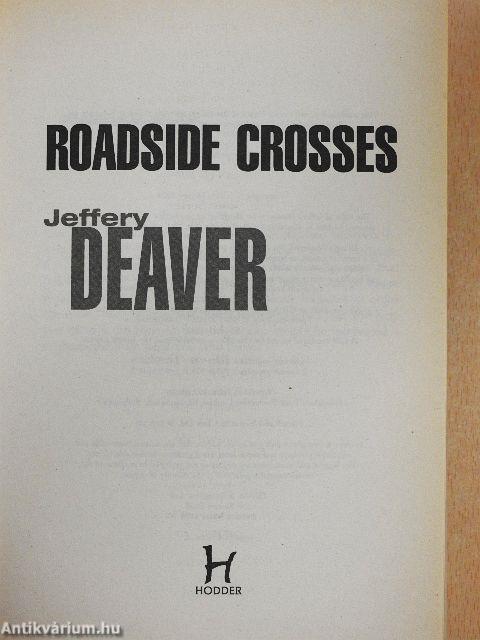 ROADSIDE CROSSES
Jeffery
DEAVER
H
HODDER
Antikvárium.hu